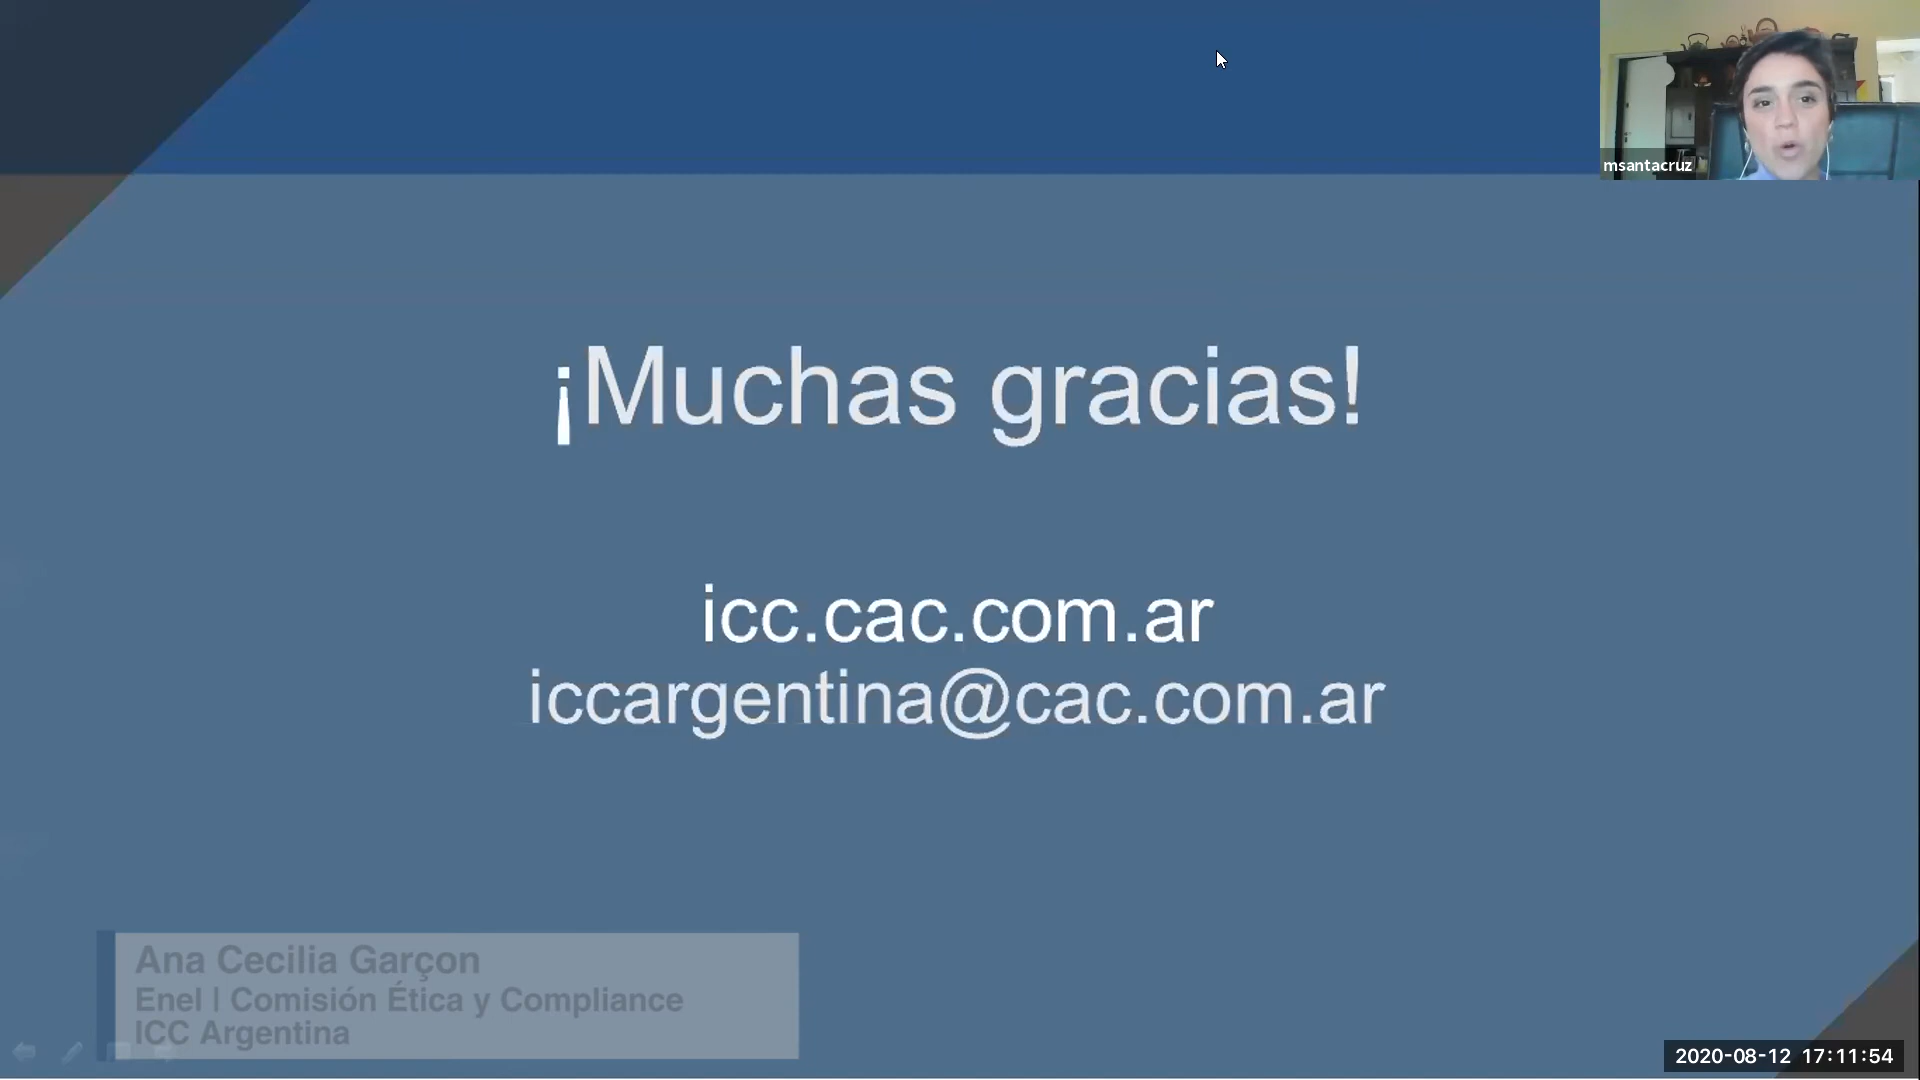 msantacruz
¡Muchas gracias!
icc.cac.com.ar
iccargentina@cac.com.ar
Ana Cecilia Garçon
Enel | Comisión Ética y Compliance
ICC Argentina
2020-08-12 17:11:54